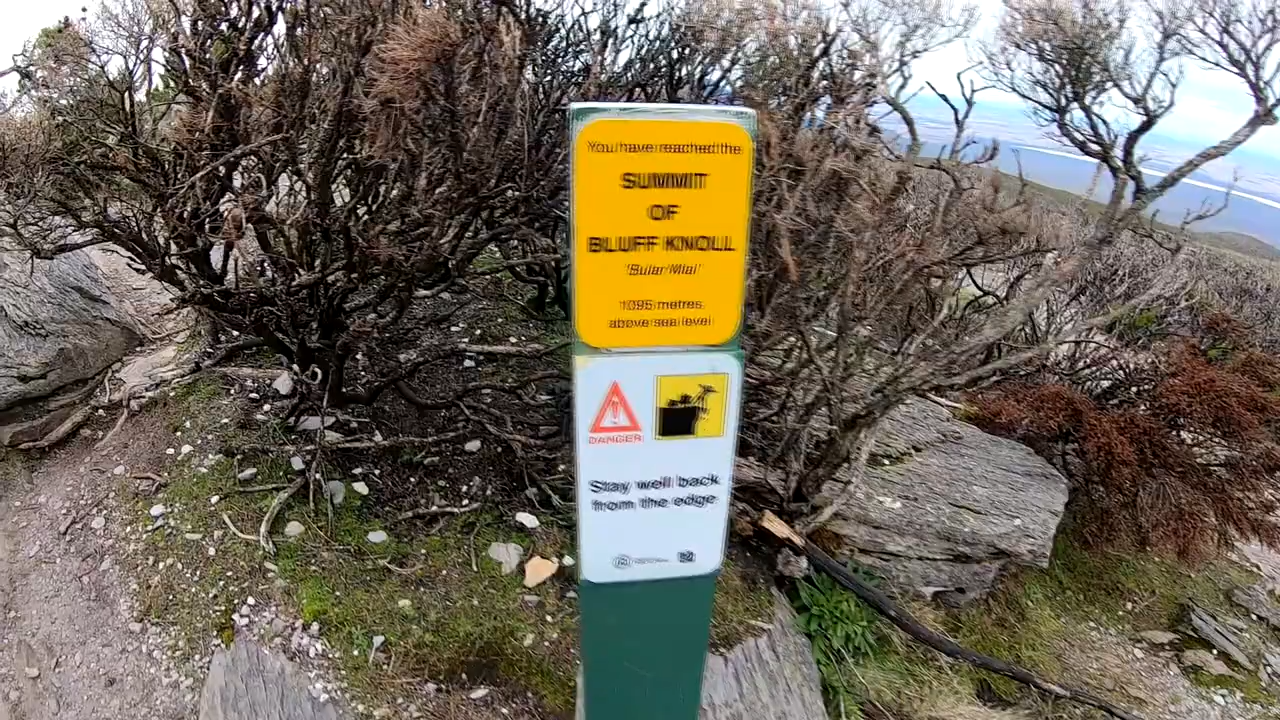 You have reached the
SUMMIT
OF
BLUFF KNOLL
'Bular Mial'
1095 metres
above sea level
DANGER
Stay well back
from the edge